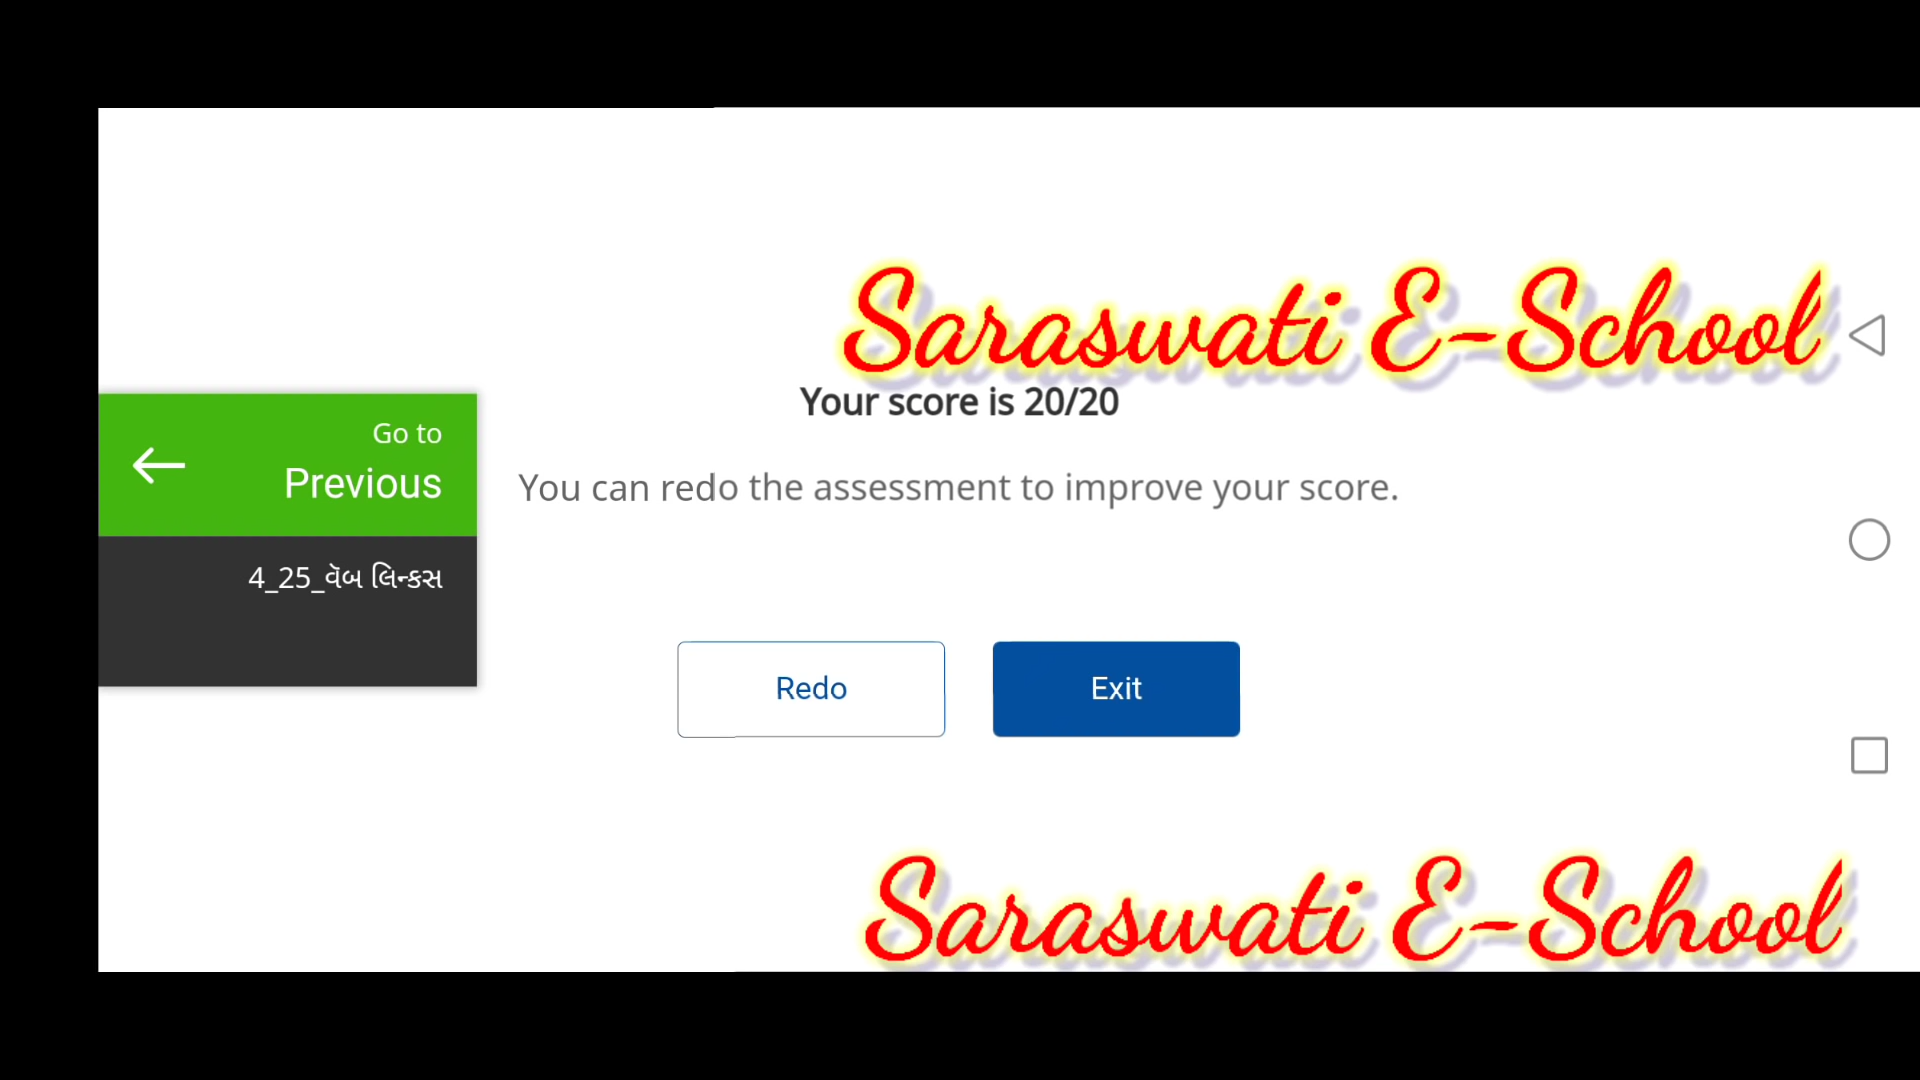 Saraswati E-School
Your score is 20/20
Go to
Previous
You can redo the assessment to improve your score.
4_25_વૅબ લિન્કસ
Redo
Exit
Saraswati E-School